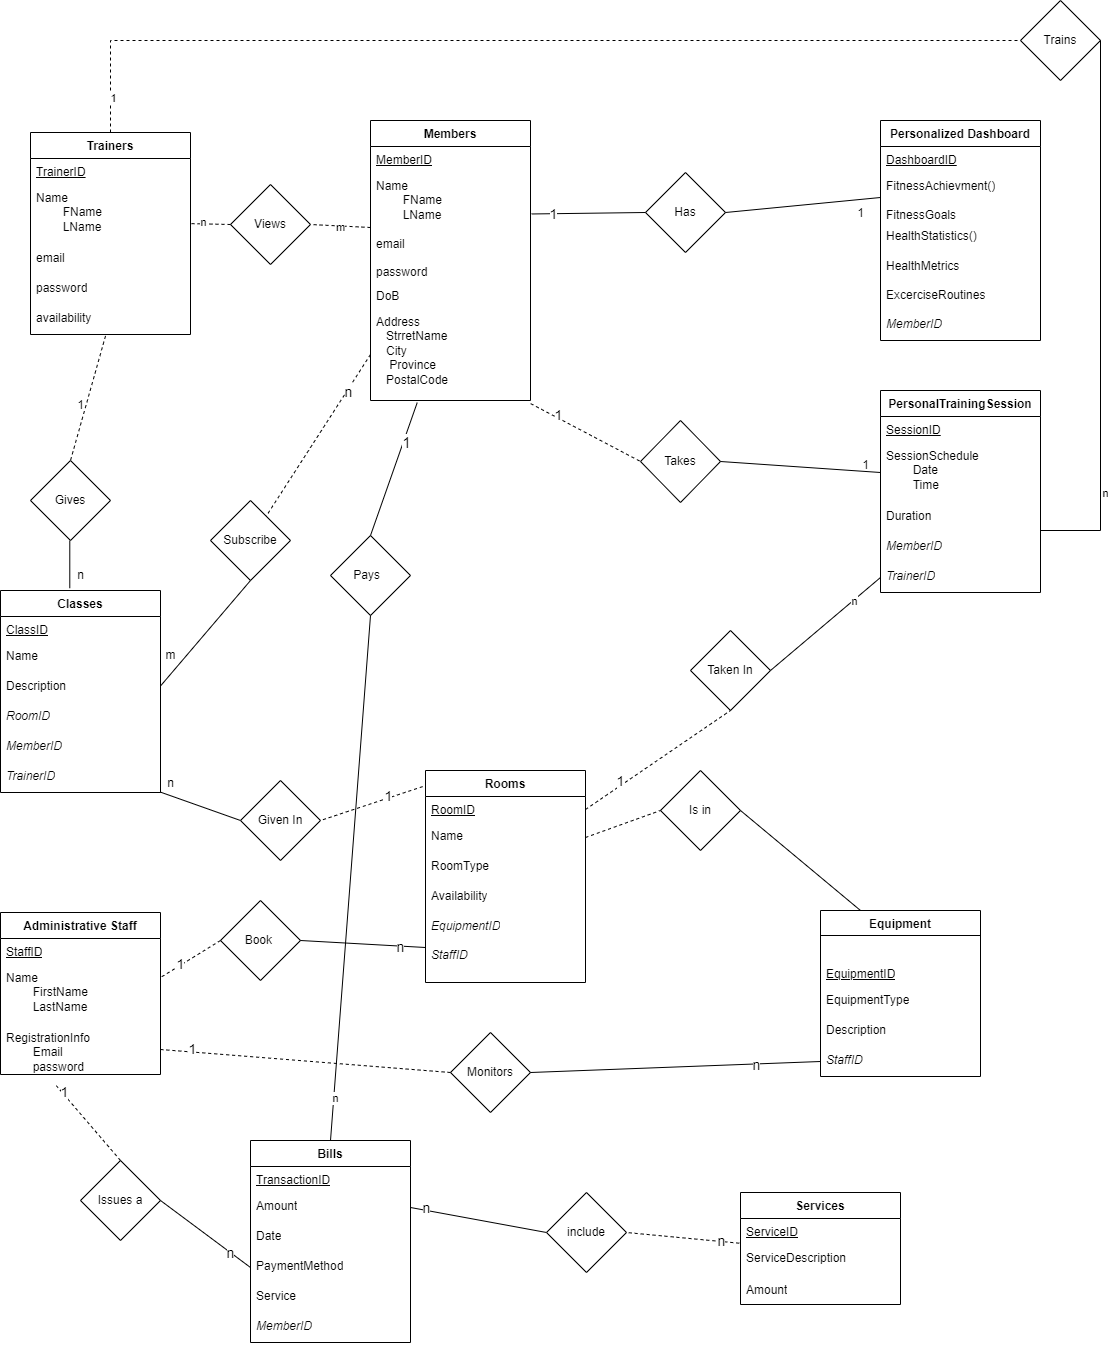 Trains
1
Trainers
TrainerID
Name
FName
LName
email
password
availability
n
Views
m
Members
MemberID
Name
FName
LName
email
password
DoB
Address
StrretName
City
Province
PostalCode
1
Has
1
Personalized Dashboard
DashboardID
FitnessAchievment()
FitnessGoals
HealthStatistics()
HealthMetrics
ExcerciseRoutines
MemberID
1
Gives
n
n
Subscribe
m
1
Pays
n
1
Takes
1
PersonalTrainingSession
SessionID
SessionSchedule
Date
Time
Duration
MemberID
TrainerID
n
n
Taken In
1
Classes
ClassID
Name
Description
RoomID
MemberID
TrainerID
n
Given In
1
Rooms
RoomID
Name
RoomType
Availability
EquipmentID
StaffID
Is in
Equipment
EquipmentID
EquipmentType
Description
StaffID
Administrative Staff
StaffID
Name
FirstName
LastName
RegistrationInfo
Email
password
1
Book
n
1
Monitors
n
1
Issues a
n
Bills
TransactionID
Amount
Date
PaymentMethod
Service
MemberID
n
include
n
Services
ServiceID
ServiceDescription
Amount